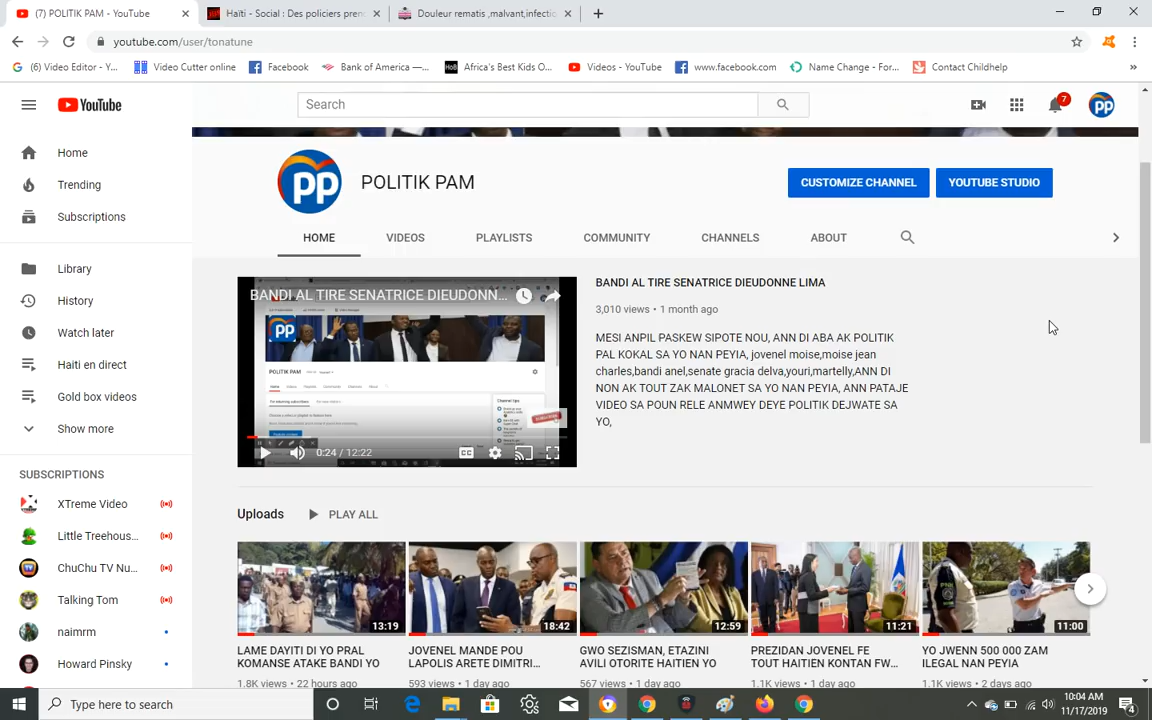 (7) POLITIK PAM - YouTube
Haïti - Social : Des policiers pren
Douleur rematis ,malvant,infectio
youtube.com/user/tonatune
(6) Video Editor - Y...
Video Cutter online
Facebook
Bank of America —...
Africa's Best Kids O...
Videos - YouTube
www.facebook.com
Name Change - For...
Contact Childhelp
YouTube
Search
7
pp
Home
Trending
Subscriptions
Library
History
Watch later
Haiti en direct
Gold box videos
Show more
SUBSCRIPTIONS
XTreme Video
Little Treehous...
ChuChu TV Nu...
Talking Tom
naimrm
Howard Pinsky
pp
POLITIK PAM
CUSTOMIZE CHANNEL
YOUTUBE STUDIO
HOME
VIDEOS
PLAYLISTS
COMMUNITY
CHANNELS
ABOUT
BANDI AL TIRE SENATRICE DIEUDONN...
pp
POLITIK PAM
0:24 / 12:22
CC
BANDI AL TIRE SENATRICE DIEUDONNE LIMA
3,010 views • 1 month ago
MESI ANPIL PASKEW SIPOTE NOU, ANN DI ABA AK POLITIK
PAL KOKAL SA YO NAN PEYIA, jovenel moise,moise jean
charles,bandi anel,senate gracia delva,youri,martelly,ANN DI
NON AK TOUT ZAK MALONET SA YO NAN PEYIA, ANN PATAJE
VIDEO SA POUN RELE ANMWEY DEYE POLITIK DEJWATE SA
YO,
Uploads
PLAY ALL
13:19
18:42
12:59
11:21
11:00
LAME DAYITI DI YO PRAL
KOMANSE ATAKE BANDI YO
1.8K views • 22 hours ago
JOVENEL MANDE POU
LAPOLIS ARETE DIMITRI...
593 views • 1 day ago
GWO SEZISMAN, ETAZINI
AVILI OTORITE HAITIEN YO
567 views • 1 day ago
PREZIDAN JOVENEL FE
TOUT HAITIEN KONTAN FW...
1.1K views • 1 day ago
YO JWENN 500 000 ZAM
ILEGAL NAN PEYIA
1.1K views • 2 days ago
Type here to search
10:04 AM
11/17/2019
4